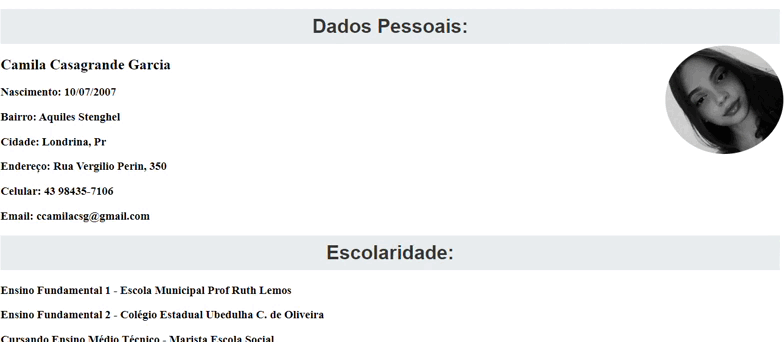 Dados Pessoais:
Camila Casagrande Garcia
Nascimento: 10/07/2007
Bairro: Aquiles Stenghel
Cidade: Londrina, Pr
Endereço: Rua Vergilio Perin, 350
Celular: 43 98435-7106
Email: ccamilacsg@gmail.com
Escolaridade:
Ensino Fundamental 1 - Escola Municipal Prof Ruth Lemos
Ensino Fundamental 2 - Colégio Estadual Ubedulha C. de Oliveira
Cursando Ensino Médio Técnico - Marista Escola Social